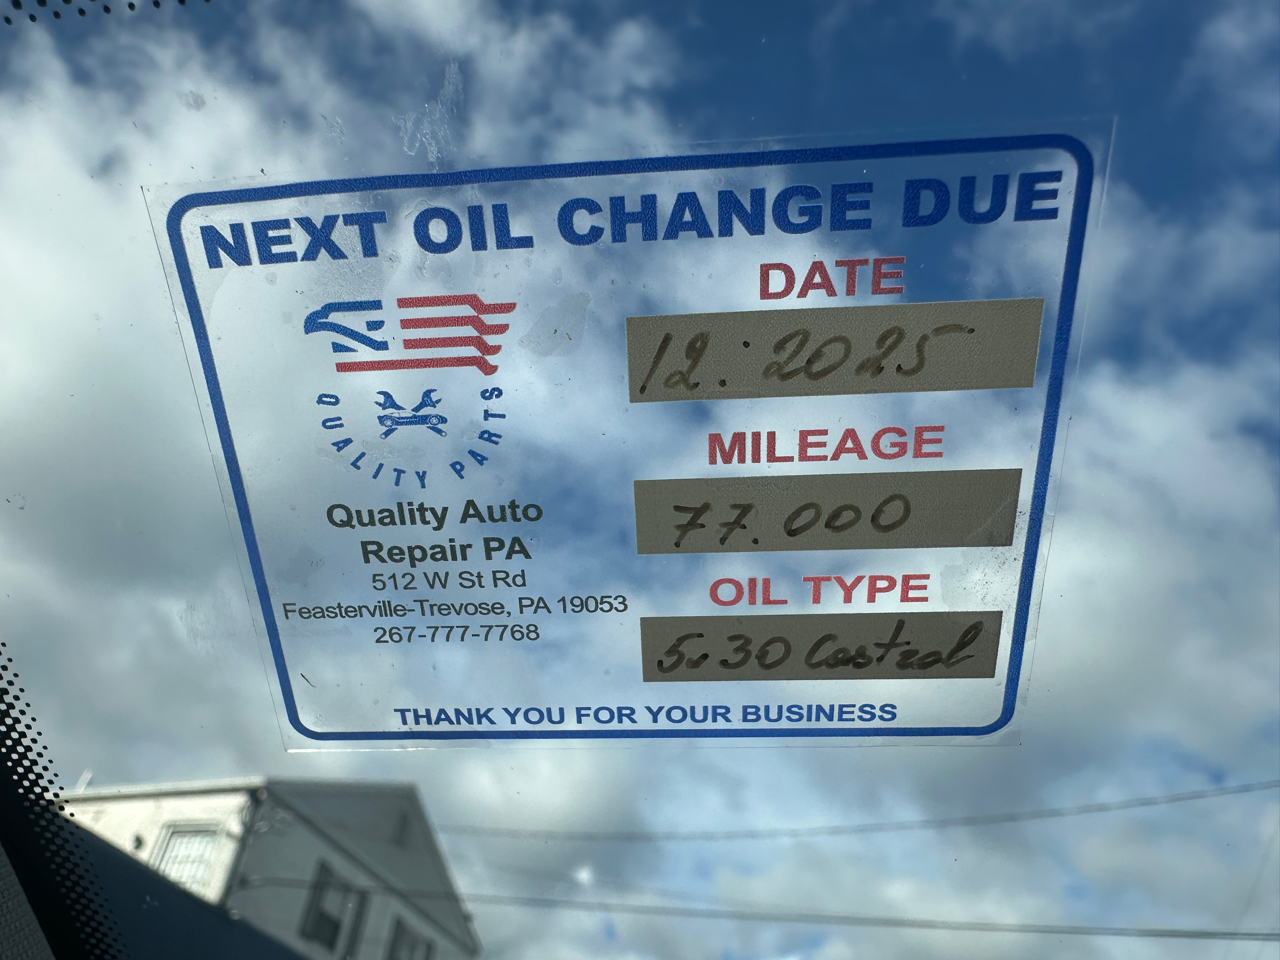 NEXT OIL CHANGE DUE
QUALITY PARTS
Quality Auto
Repair PA
512 W St Rd
Feasterville-Trevose, PA 19053
267-777-7768
DATE
12.2025
MILEAGE
77.000
OIL TYPE
5w30 Castrol
THANK YOU FOR YOUR BUSINESS